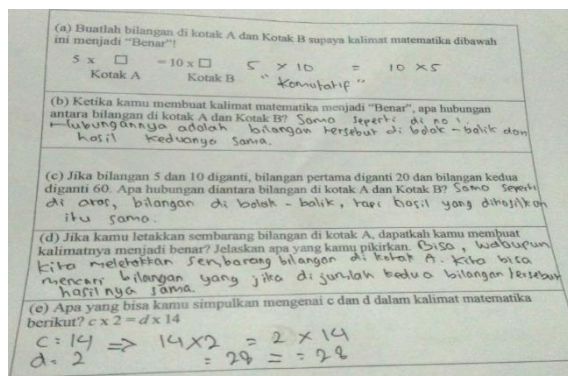 (a) Buatlah bilangan di kotak A dan Kotak B supaya kalimat matematika dibawah
ini menjadi "Benar"!
5 x □ = 10 x □ 5 x 10 = 10 x 5
Kotak A Kotak B "Komutatif"
(b) Ketika kamu membuat kalimat matematika menjadi "Benar", apa hubungan
antara bilangan di kotak A dan Kotak B? Sama seperti di no 1.
Hubungannya adalah bilangan tersebut di bolak-balik dan
hasil keduanya sama.
(c) Jika bilangan 5 dan 10 diganti, bilangan pertama diganti 20 dan bilangan kedua
diganti 60. Apa hubungan diantara bilangan di kotak A dan Kotak B? Sama seperti
di atas, bilangan di bolak-balik, tapi hasil yang dihasilkan
itu sama.
(d) Jika kamu letakkan sembarang bilangan di kotak A, dapatkah kamu membuat
kalimatnya menjadi benar? Jelaskan apa yang kamu pikirkan. Bisa, walaupun
kita meletakkan sembarang bilangan di kotak A. Kita bisa
mencari bilangan yang jika di jumlah kedua bilangan tersebut
hasilnya sama.
(e) Apa yang bisa kamu simpulkan mengenai c dan d dalam kalimat matematika
berikut? c x 2 = d x 14
c = 14 ⇒ 14 x 2 = 2 x 14
d = 2 = 28 = = 28